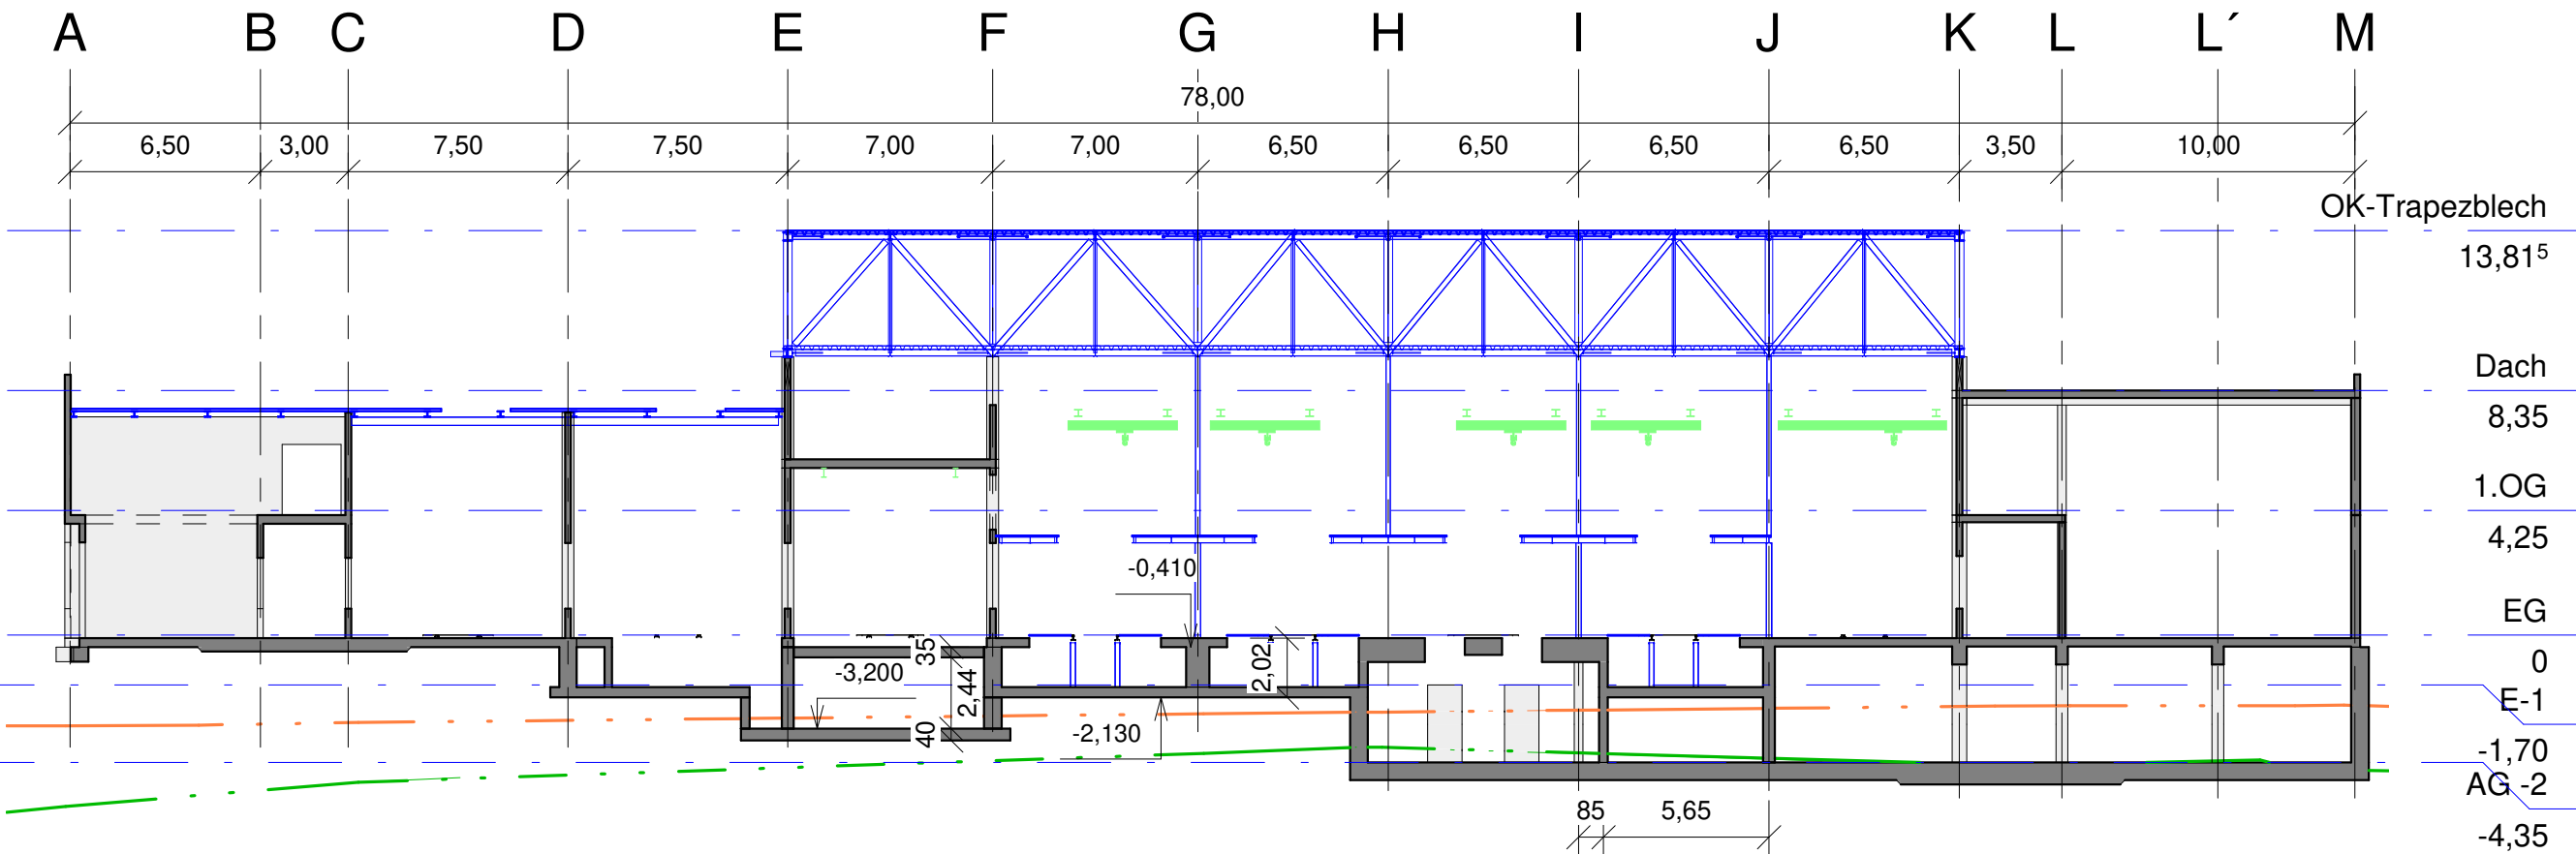 A B C D E F G H I J K L L´ M
78,00
6,50 3,00 7,50 7,50 7,00 7,00 6,50 6,50 6,50 6,50 3,50 10,00
OK-Trapezblech
13,81⁵
Dach
8,35
1.OG
4,25
-0,410
EG
0
35
2,02
-3,200
2,44
E-1
40
-2,130
-1,70
AG -2
85 5,65
-4,35